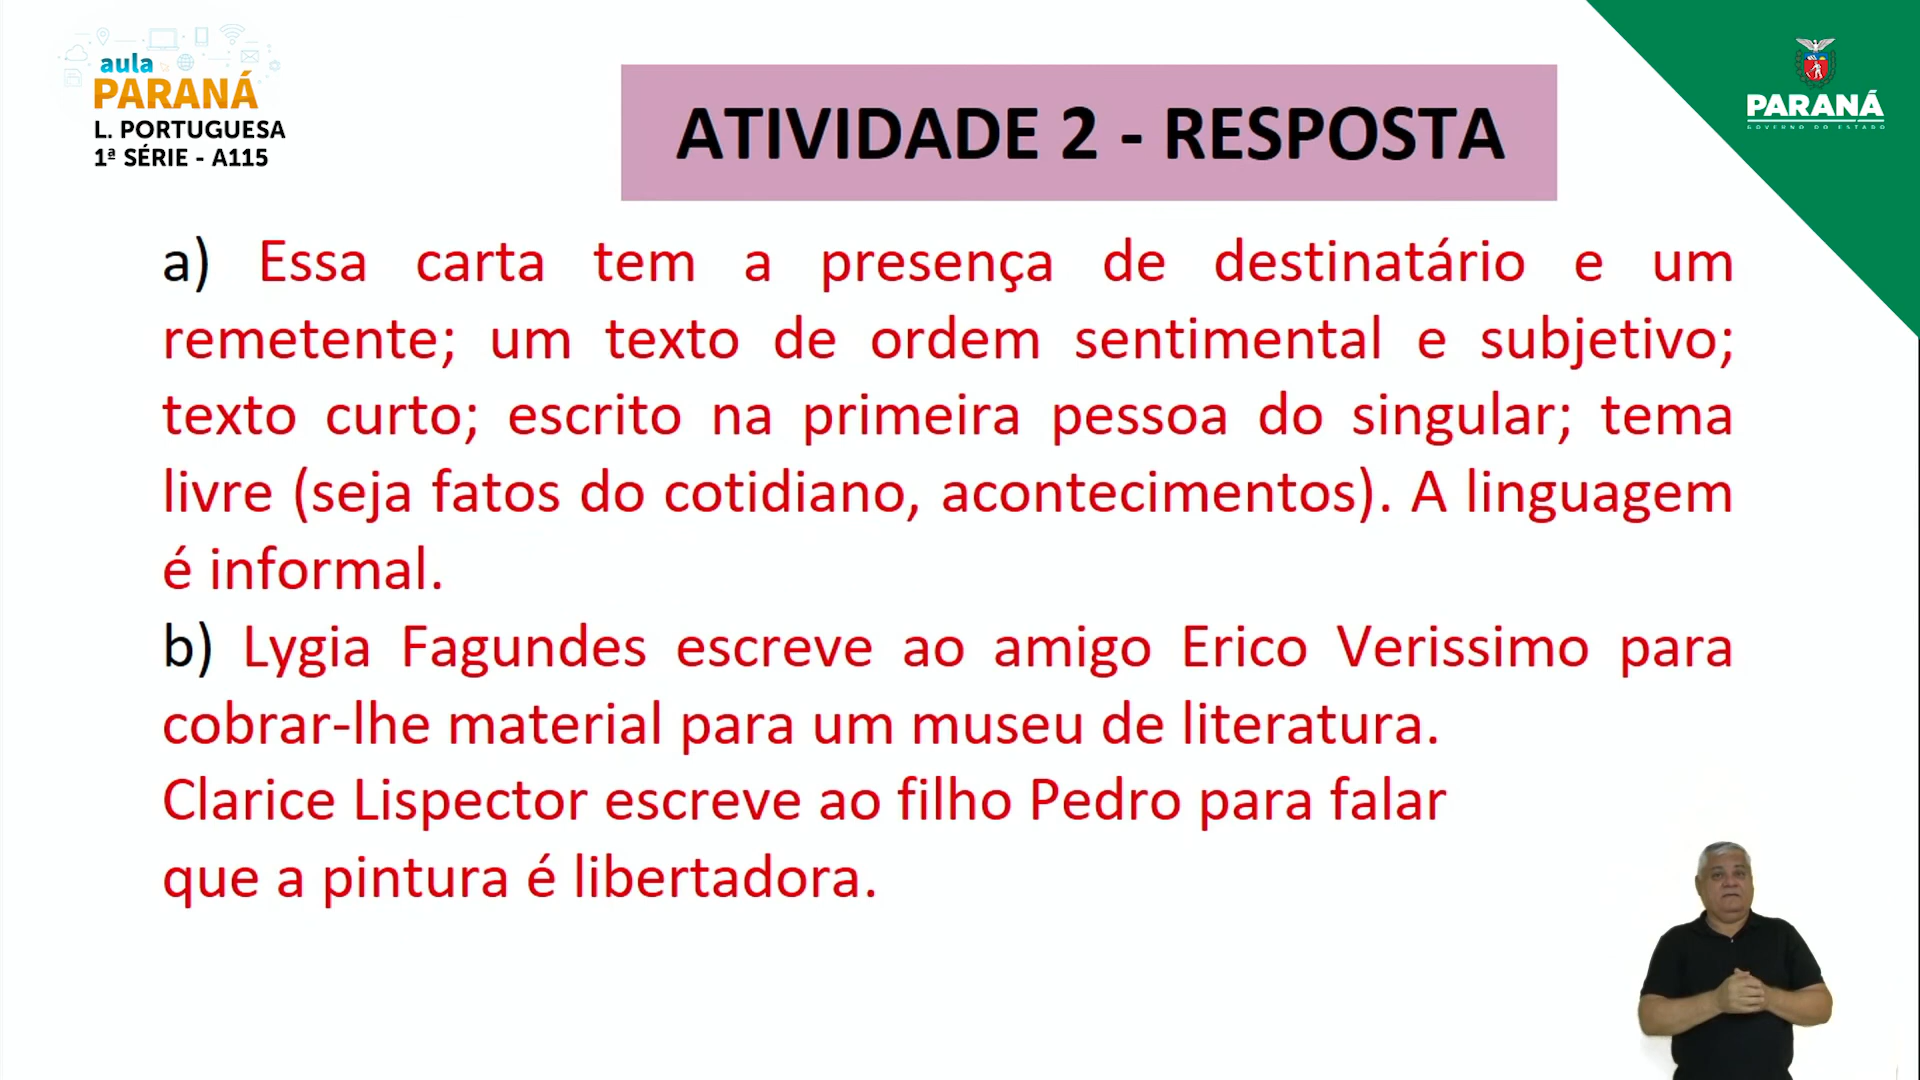 aula
PARANÁ
L. PORTUGUESA
1ª SÉRIE - A115
ATIVIDADE 2 - RESPOSTA
PARANÁ
GOVERNO DO ESTADO
a) Essa carta tem a presença de destinatário e um
remetente; um texto de ordem sentimental e subjetivo;
texto curto; escrito na primeira pessoa do singular; tema
livre (seja fatos do cotidiano, acontecimentos). A linguagem
é informal.
b) Lygia Fagundes escreve ao amigo Erico Verissimo para
cobrar-lhe material para um museu de literatura.
Clarice Lispector escreve ao filho Pedro para falar
que a pintura é libertadora.